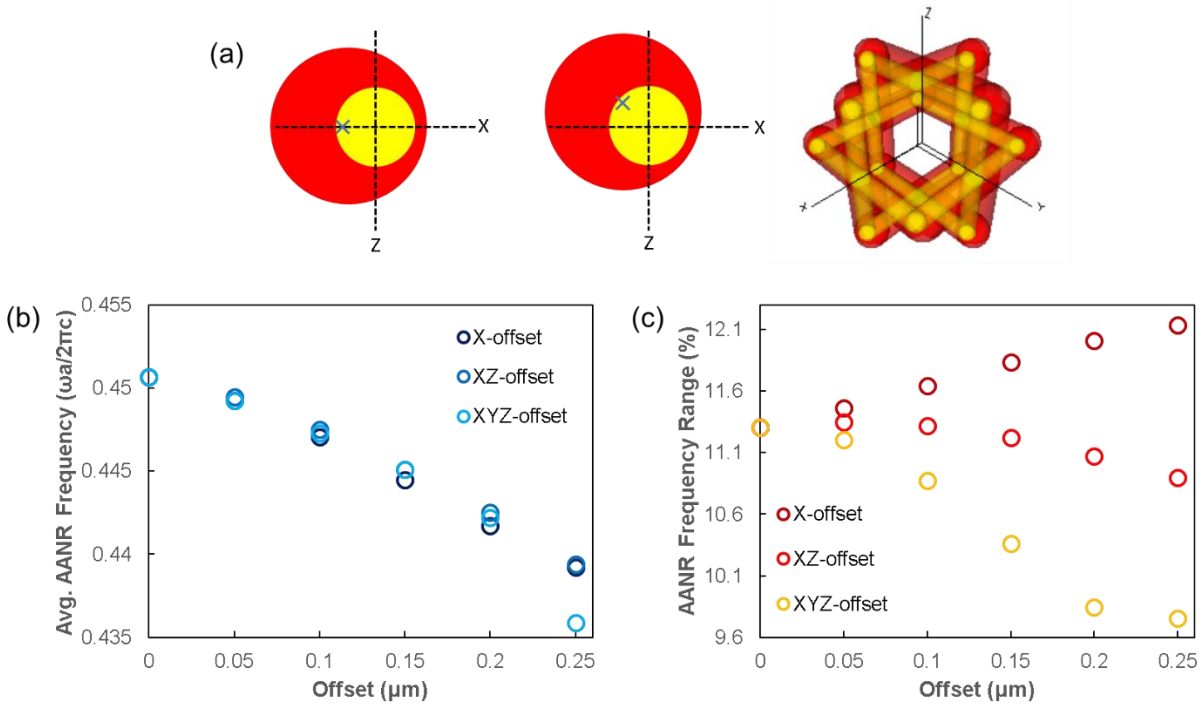 (a)
X
Z
X
Z
Z
X
Y
(b)
Avg. AANR Frequency (ωa/2πc)
0.455
0.45
0.445
0.44
0.435
X-offset
XZ-offset
XYZ-offset
0
0.05
0.1
0.15
0.2
0.25
Offset (µm)
(c)
AANR Frequency Range (%)
12.1
11.6
11.1
10.6
10.1
9.6
X-offset
XZ-offset
XYZ-offset
0
0.05
0.1
0.15
0.2
0.25
Offset (µm)